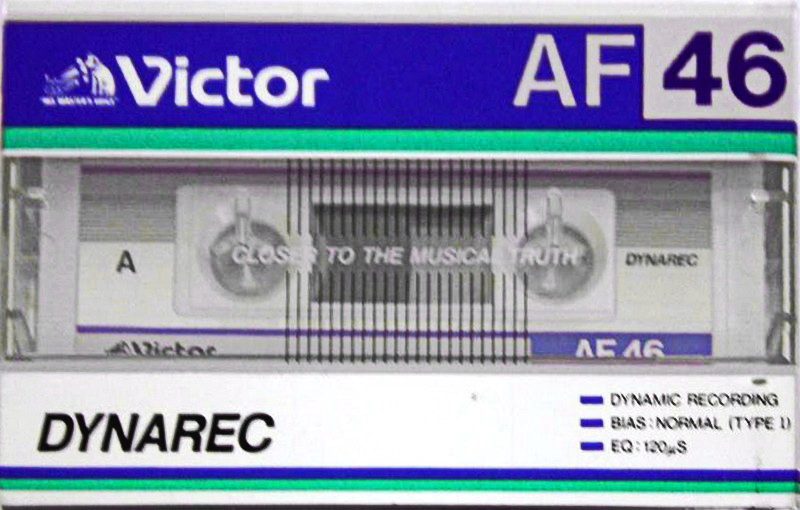 Victor
AF 46
CLOSER TO THE MUSICAL TRUTH
A
DYNAREC
Victor
AF 46
DYNAREC
DYNAMIC RECORDING
BIAS : NORMAL (TYPE I)
EQ : 120μS